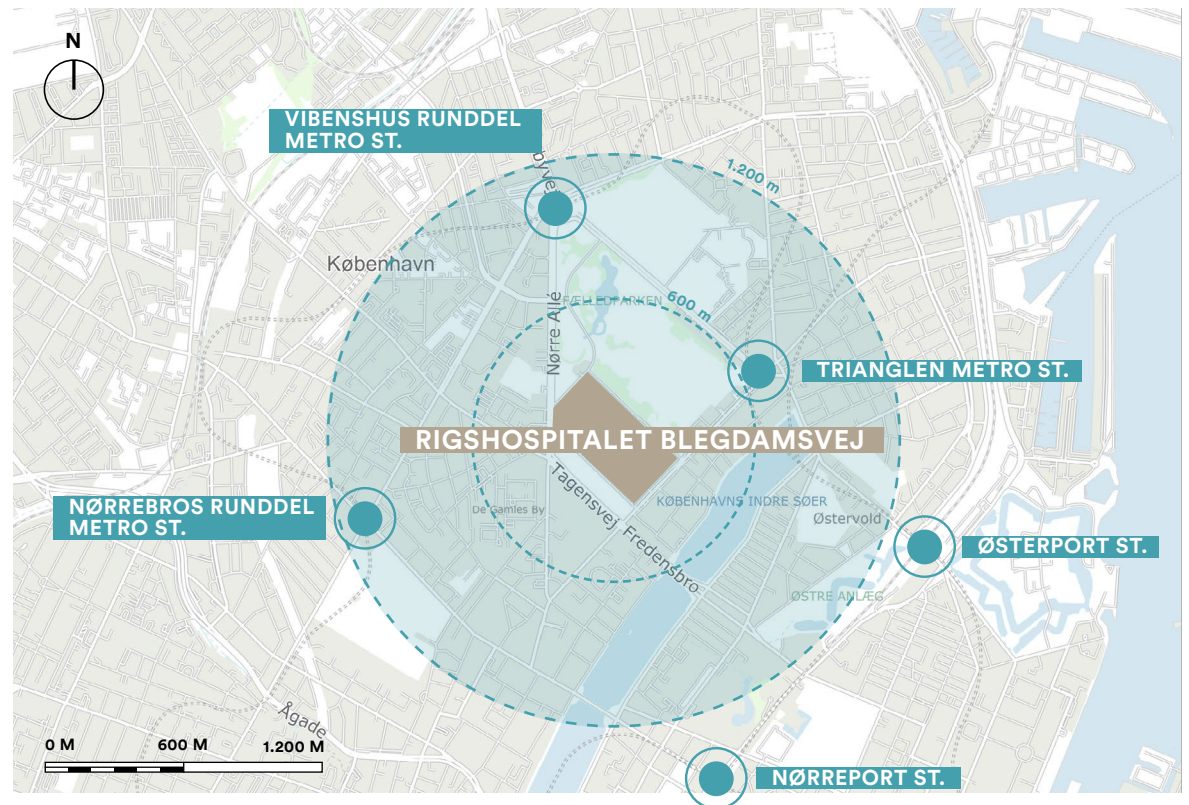 N
VIBENSHUS RUNDDEL
METRO ST.
1.200 m
København
Nørre Allé
FÆLLEDPARKEN
600 m
TRIANGLEN METRO ST.
RIGSHOSPITALET BLEGDAMSVEJ
NØRREBROS RUNDDEL
METRO ST.
De Gamles By
Tagensvej
Fredensbro
KØBENHAVNS INDRE SØER
Østervold
ØSTERPORT ST.
ØSTRE ANLÆG
Ågade
0 M 600 M 1.200 M
NØRREPORT ST.